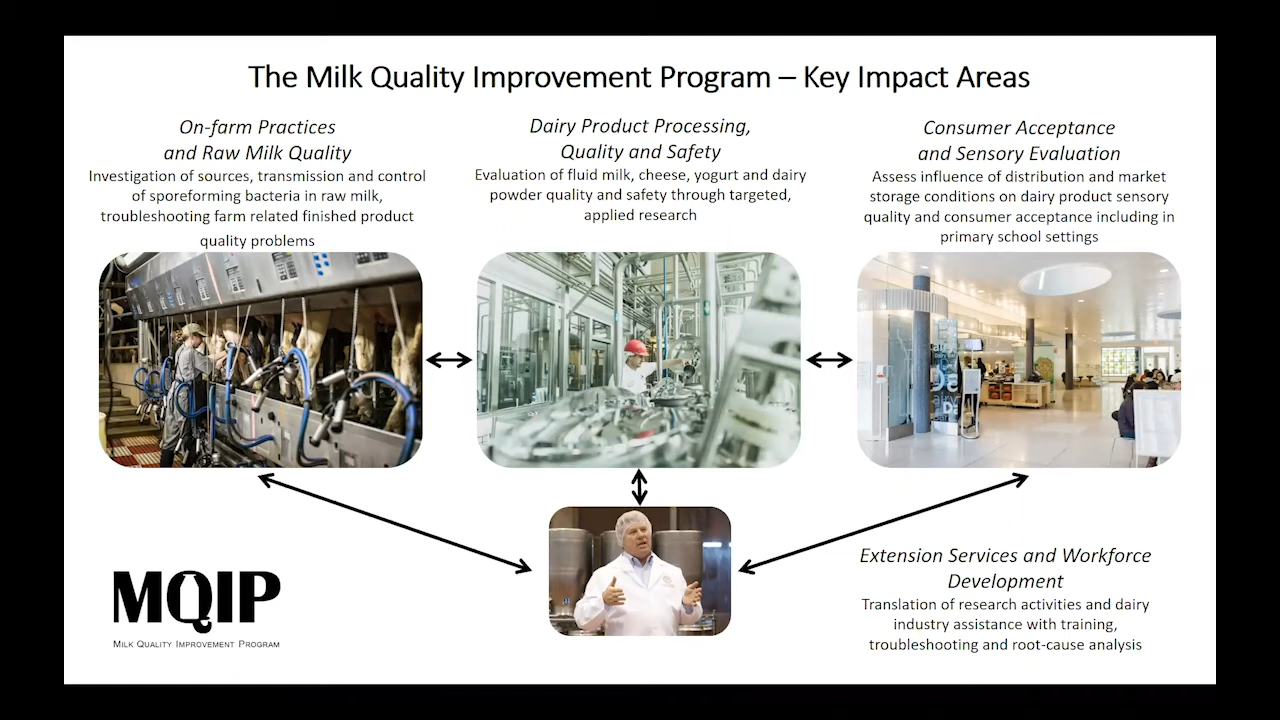 The Milk Quality Improvement Program – Key Impact Areas
On-farm Practices
and Raw Milk Quality
Investigation of sources, transmission and control
of sporeforming bacteria in raw milk,
troubleshooting farm related finished product
quality problems
Dairy Product Processing,
Quality and Safety
Evaluation of fluid milk, cheese, yogurt and dairy
powder quality and safety through targeted,
applied research
Consumer Acceptance
and Sensory Evaluation
Assess influence of distribution and market
storage conditions on dairy product sensory
quality and consumer acceptance including in
primary school settings
Extension Services and Workforce
Development
Translation of research activities and dairy
industry assistance with training,
troubleshooting and root-cause analysis
MQIP
Milk Quality Improvement Program